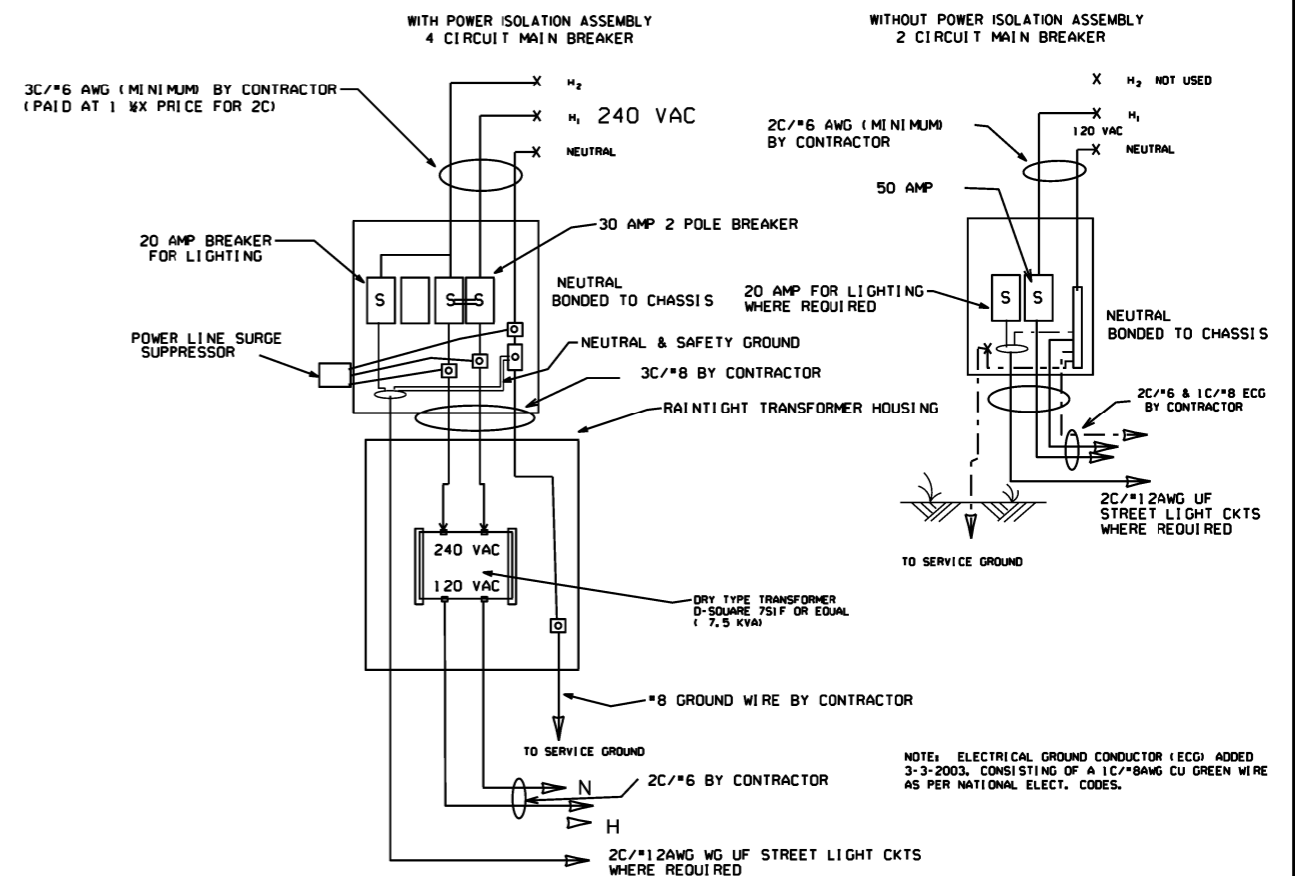 WITH POWER ISOLATION ASSEMBLY
4 CIRCUIT MAIN BREAKER
3C/#6 AWG (MINIMUM) BY CONTRACTOR
(PAID AT 1 ½X PRICE FOR 2C)
H2
H1 240 VAC
NEUTRAL
20 AMP BREAKER
FOR LIGHTING
30 AMP 2 POLE BREAKER
S
S
S
NEUTRAL
BONDED TO CHASSIS
POWER LINE SURGE
SUPPRESSOR
NEUTRAL & SAFETY GROUND
3C/#8 BY CONTRACTOR
RAINTIGHT TRANSFORMER HOUSING
240 VAC
120 VAC
DRY TYPE TRANSFORMER
D-SQUARE 7S1F OR EQUAL
( 7.5 KVA)
#8 GROUND WIRE BY CONTRACTOR
TO SERVICE GROUND
2C/#6 BY CONTRACTOR
N
H
2C/#12AWG WG UF STREET LIGHT CKTS
WHERE REQUIRED
WITHOUT POWER ISOLATION ASSEMBLY
2 CIRCUIT MAIN BREAKER
X H2 NOT USED
H1
120 VAC
NEUTRAL
2C/#6 AWG (MINIMUM)
BY CONTRACTOR
50 AMP
20 AMP FOR LIGHTING
WHERE REQUIRED
S
S
NEUTRAL
BONDED TO CHASSIS
2C/#6 & 1C/#8 ECG
BY CONTRACTOR
2C/#12AWG UF
STREET LIGHT CKTS
WHERE REQUIRED
TO SERVICE GROUND
NOTE: ELECTRICAL GROUND CONDUCTOR (ECG) ADDED
3-3-2003. CONSISTING OF A 1C/#8AWG CU GREEN WIRE
AS PER NATIONAL ELECT. CODES.